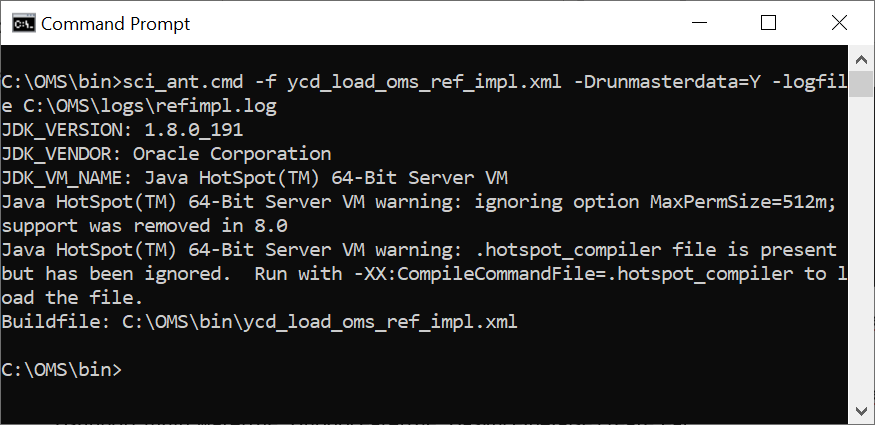 Command Prompt
C:\OMS\bin>sci_ant.cmd -f ycd_load_oms_ref_impl.xml -Drunmasterdata=Y -logfil
e C:\OMS\logs\refimpl.log
JDK_VERSION: 1.8.0_191
JDK_VENDOR: Oracle Corporation
JDK_VM_NAME: Java HotSpot(TM) 64-Bit Server VM
Java HotSpot(TM) 64-Bit Server VM warning: ignoring option MaxPermSize=512m;
support was removed in 8.0
Java HotSpot(TM) 64-Bit Server VM warning: .hotspot_compiler file is present
but has been ignored.  Run with -XX:CompileCommandFile=.hotspot_compiler to l
oad the file.
Buildfile: C:\OMS\bin\ycd_load_oms_ref_impl.xml
C:\OMS\bin>